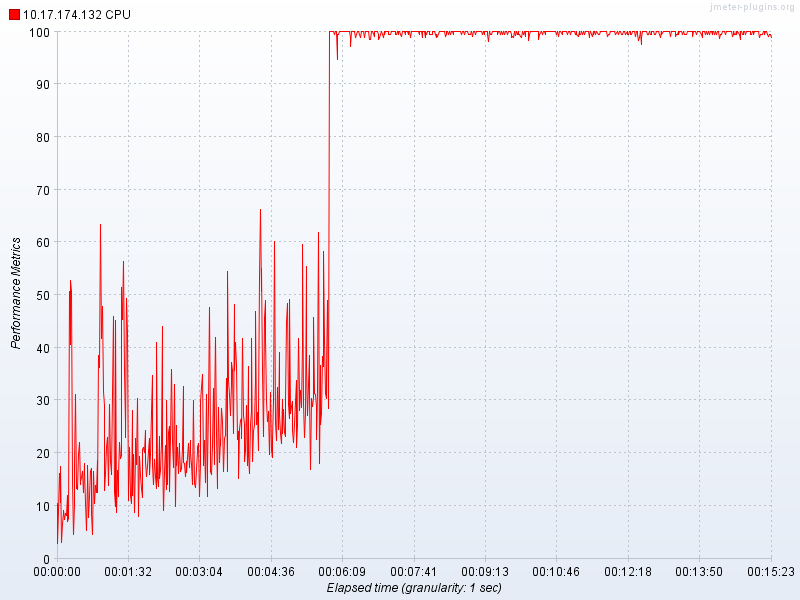 jmeter-plugins.org
10.17.174.132 CPU
100
90
80
70
60
50
40
30
20
10
0
Performance Metrics
00:00:00 00:01:32 00:03:04 00:04:36 00:06:09 00:07:41 00:09:13 00:10:46 00:12:18 00:13:50 00:15:23
Elapsed time (granularity: 1 sec)